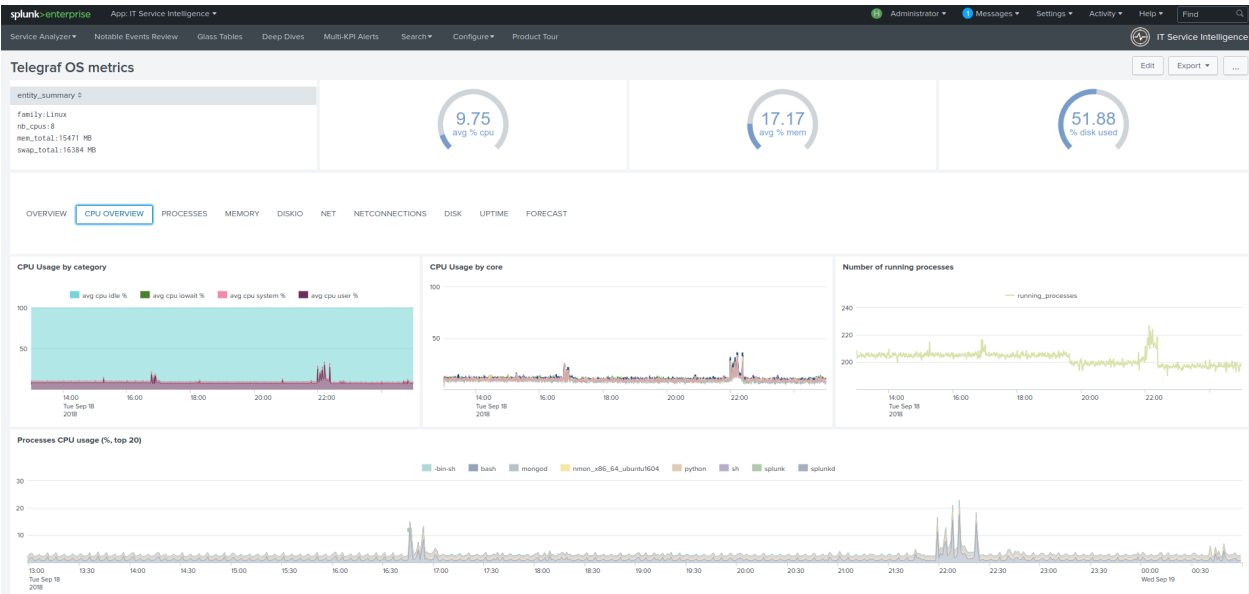 splunk>enterprise App: IT Service Intelligence ▾ H Administrator ▾ 1 Messages ▾ Settings ▾ Activity ▾ Help ▾ Find
Service Analyzer ▾ Notable Events Review Glass Tables Deep Dives Multi-KPI Alerts Search ▾ Configure ▾ Product Tour IT Service Intelligence
Telegraf OS metrics Edit Export ▾ ...
entity_summary
family:Linux
nb_cpus:8
mem_total:15471 MB
swap_total:16384 MB
9.75
avg % cpu
17.17
avg % mem
51.88
% disk used
OVERVIEW CPU OVERVIEW PROCESSES MEMORY DISKIO NET NETCONNECTIONS DISK UPTIME FORECAST
CPU Usage by category
avg cpu idle % avg cpu iowait % avg cpu system % avg cpu user %
100
50
14:00 16:00 18:00 20:00 22:00
Tue Sep 18
2018
CPU Usage by core
100
50
14:00 16:00 18:00 20:00 22:00
Tue Sep 18
2018
Number of running processes
running_processes
240
220
200
14:00 16:00 18:00 20:00 22:00
Tue Sep 18
2018
Processes CPU usage (%, top 20)
-bin-sh bash mongod nmon_x86_64_ubuntu1604 python sh splunk splunkd
30
20
10
13:00 13:30 14:00 14:30 15:00 15:30 16:00 16:30 17:00 17:30 18:00 18:30 19:00 19:30 20:00 20:30 21:00 21:30 22:00 22:30 23:00 23:30 00:00 00:30
Tue Sep 18 Wed Sep 19
2018